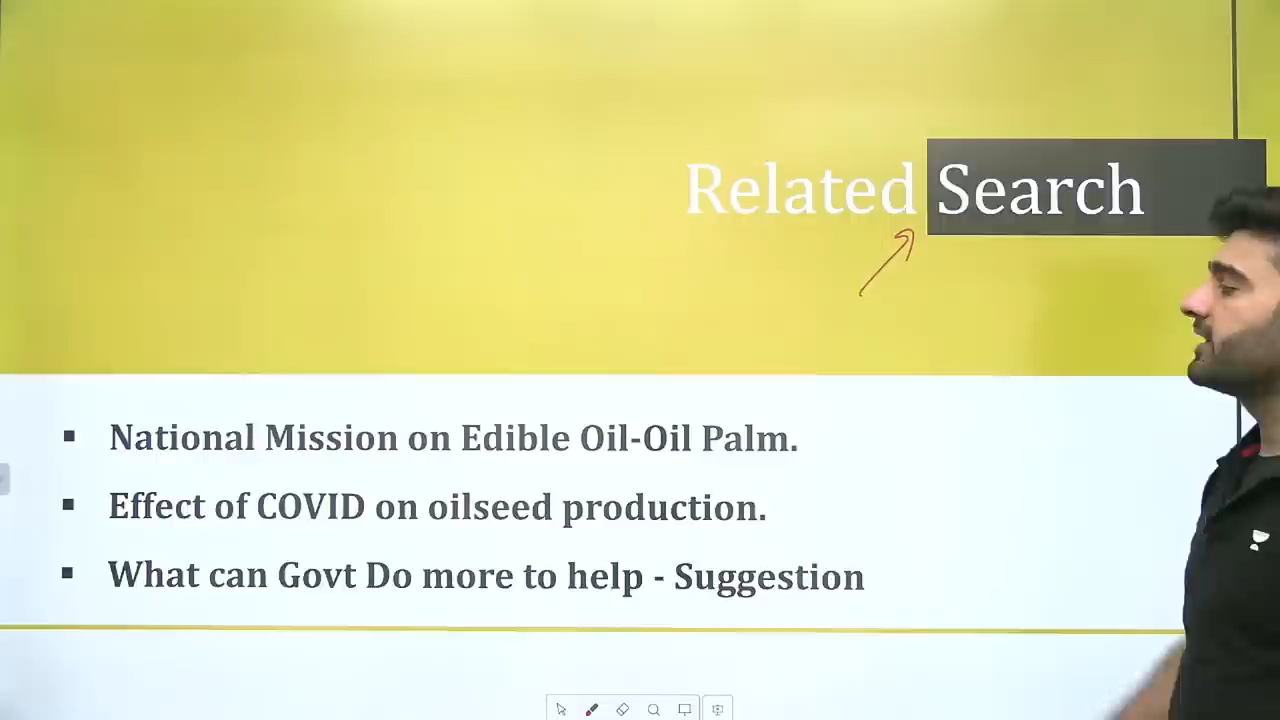 Related Search
National Mission on Edible Oil-Oil Palm.
Effect of COVID on oilseed production.
What can Govt Do more to help - Suggestion